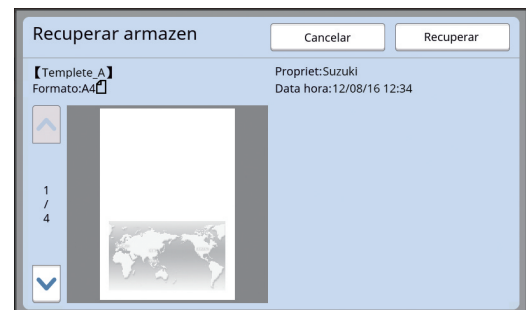 Recuperar armazen
Cancelar
Recuperar
【Templete_A】
Formato:A4
Propriet:Suzuki
Data hora:12/08/16 12:34
1
/
4